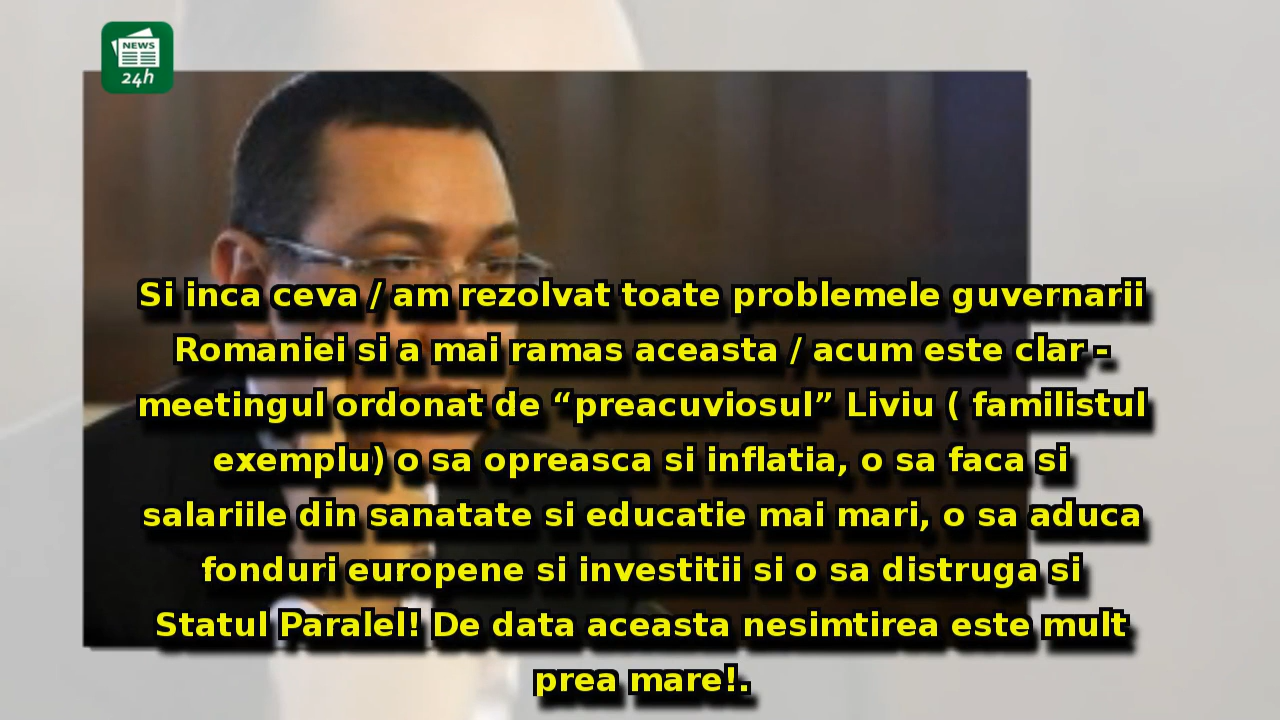 NEWS
24h
Si inca ceva / am rezolvat toate problemele guvernarii
Romaniei si a mai ramas aceasta / acum este clar -
meetingul ordonat de “preacuviosul” Liviu ( familistul
exemplu) o sa opreasca si inflatia, o sa faca si
salariile din sanatate si educatie mai mari, o sa aduca
fonduri europene si investitii si o sa distruga si
Statul Paralel! De data aceasta nesimtirea este mult
prea mare!.